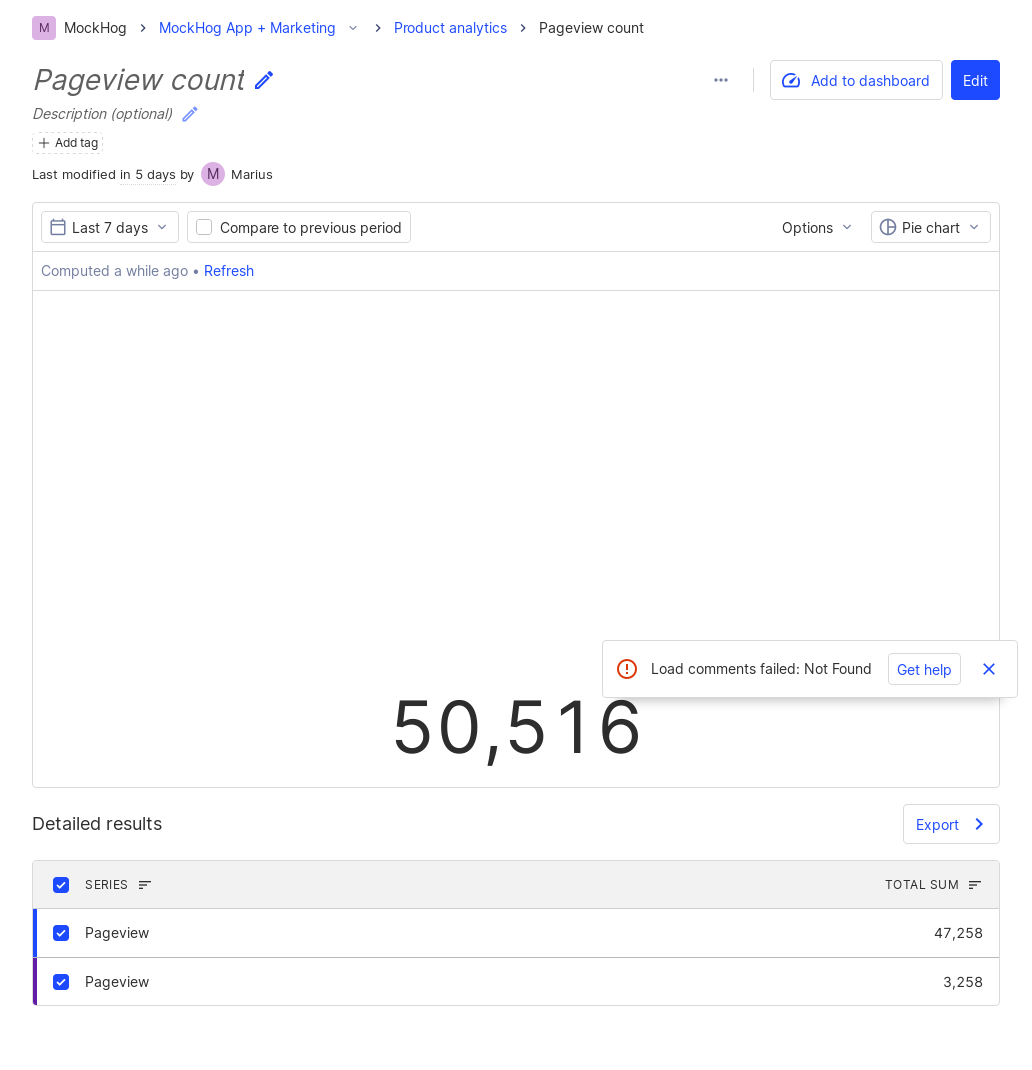 M MockHog MockHog App + Marketing Product analytics Pageview count
Pageview count
Add to dashboard Edit
Description (optional)
Add tag
Last modified in 5 days by M Marius
Last 7 days Compare to previous period Options Pie chart
Computed a while ago • Refresh
Load comments failed: Not Found Get help
50,516
Detailed results Export
SERIES TOTAL SUM
Pageview 47,258
Pageview 3,258